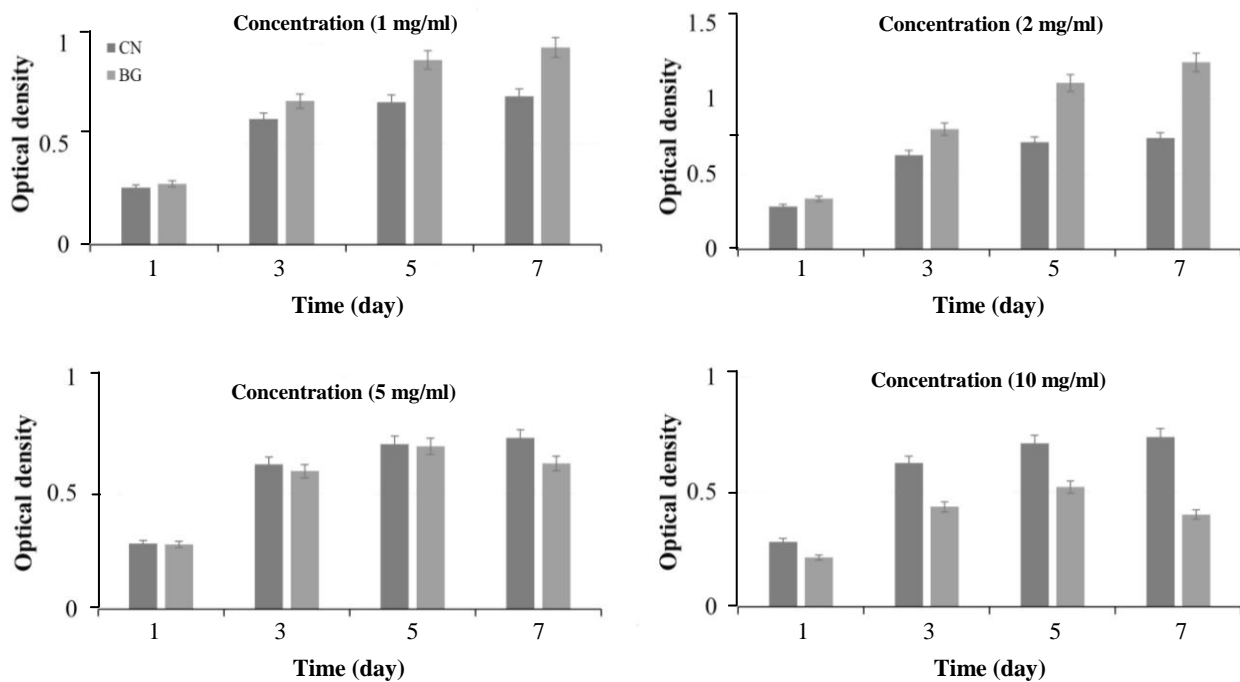 Concentration (1 mg/ml)
CN
BG
Optical density
1
0.5
0
1 3 5 7
Time (day)
Concentration (2 mg/ml)
Optical density
1.5
1
0.5
0
1 3 5 7
Time (day)
Concentration (5 mg/ml)
Optical density
1
0.5
0
1 3 5 7
Time (day)
Concentration (10 mg/ml)
Optical density
1
0.5
0
1 3 5 7
Time (day)